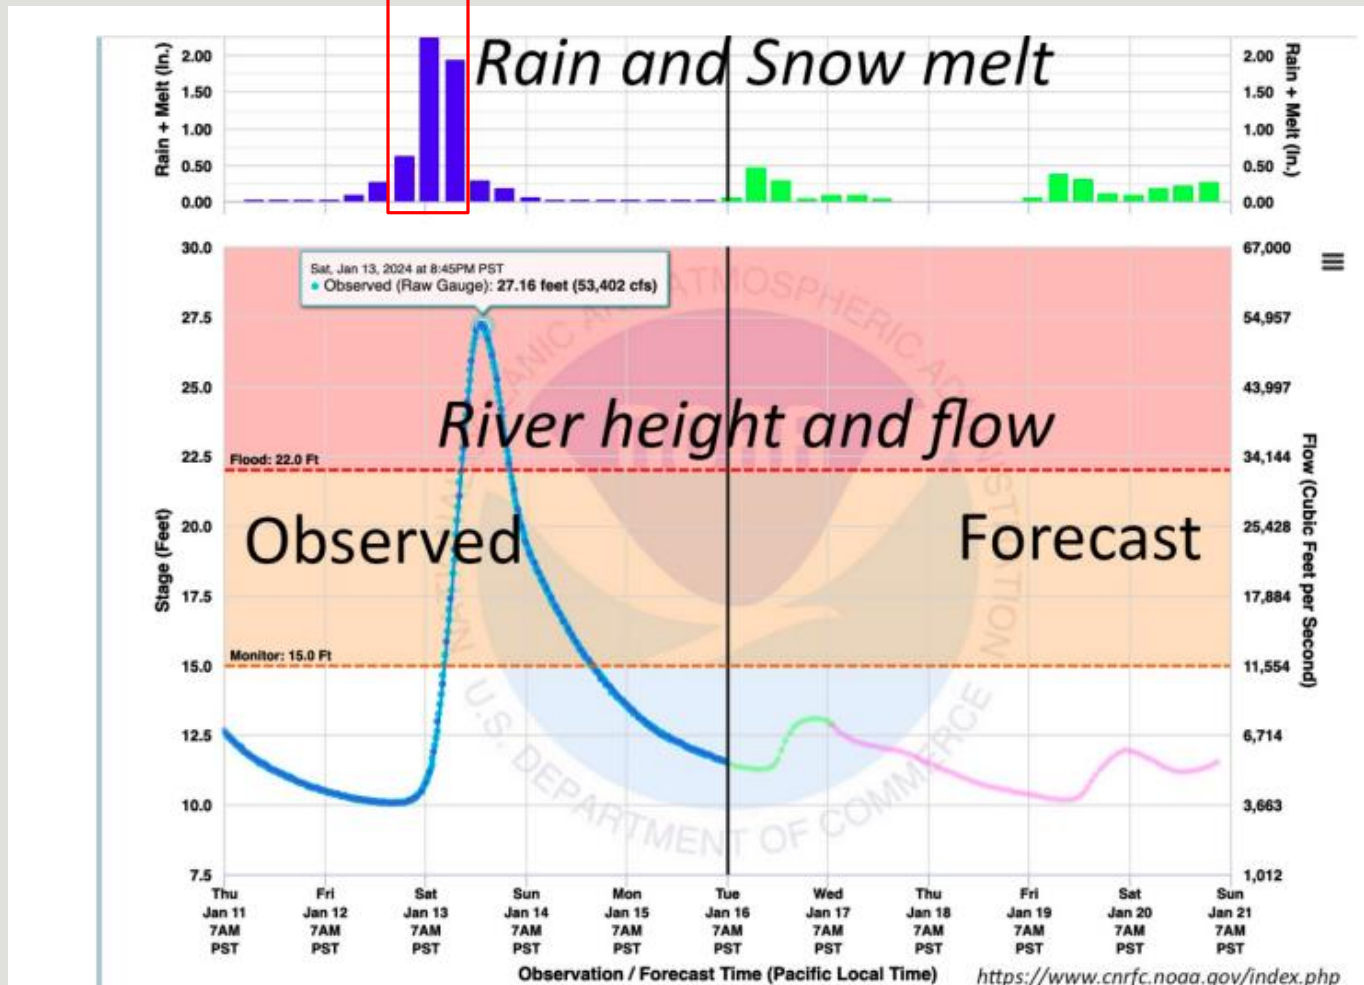 Rain and Snow melt
Rain + Melt (In.)
2.00
1.50
1.00
0.50
0.00
2.00
1.50
1.00
0.50
0.00
Rain + Melt (In.)
Sat, Jan 13, 2024 at 8:45PM PST
Observed (Raw Gauge): 27.16 feet (53,402 cfs)
River height and flow
Flood: 22.0 Ft
Observed
Forecast
Monitor: 15.0 Ft
Stage (Feet)
30.0
27.5
25.0
22.5
20.0
17.5
15.0
12.5
10.0
7.5
67,000
54,957
43,997
34,144
25,428
17,884
11,554
6,714
3,663
1,012
Flow (Cubic Feet per Second)
NATIONAL OCEANIC AND ATMOSPHERIC ADMINISTRATION
U.S. DEPARTMENT OF COMMERCE
Thu Fri Sat Sun Mon Tue Wed Thu Fri Sat Sun
Jan 11 Jan 12 Jan 13 Jan 14 Jan 15 Jan 16 Jan 17 Jan 18 Jan 19 Jan 20 Jan 21
7AM 7AM 7AM 7AM 7AM 7AM 7AM 7AM 7AM 7AM 7AM
PST PST PST PST PST PST PST PST PST PST PST
Observation / Forecast Time (Pacific Local Time)
https://www.cnrfc.noaa.gov/index.php